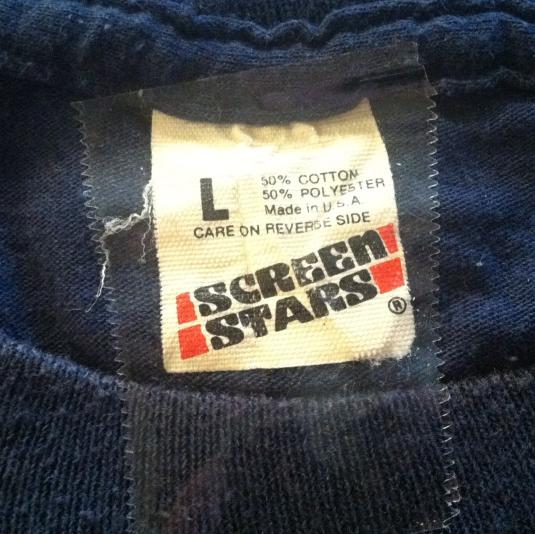 L
50% COTTON
50% POLYESTER
Made in U.S.A.
CARE ON REVERSE SIDE
SCREEN
STARS
®